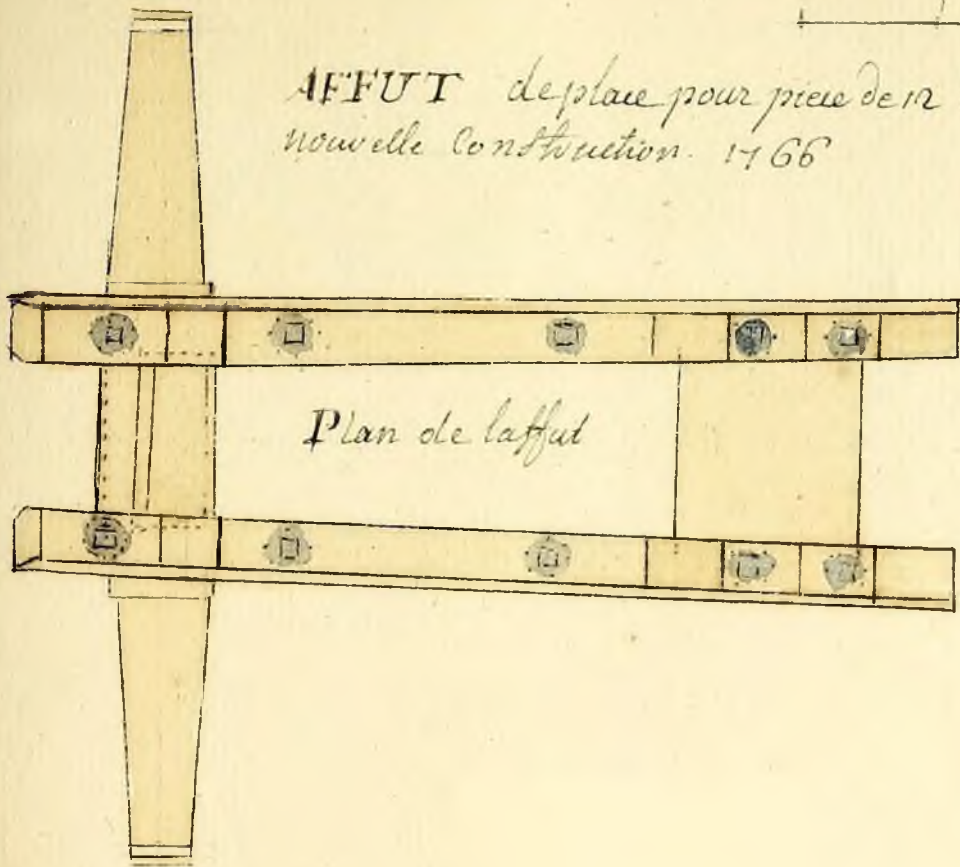 AFFUT de place pour piece de 12
nouvelle Construction. 1766
Plan de laffut